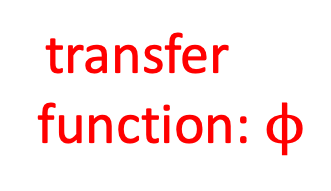 transfer
function: ϕ